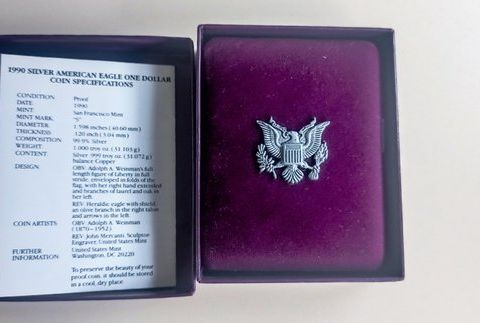 1990 SILVER AMERICAN EAGLE ONE DOLLAR
COIN SPECIFICATIONS
CONDITION Proof
DATE 1990
MINT San Francisco Mint
MINT MARK "S"
DIAMETER 1.598 inches (40.60 mm)
THICKNESS .120 inch (3.04 mm)
COMPOSITION 99.9% Silver
WEIGHT 1.000 troy oz. (31.103 g)
CONTENT Silver .999 troy oz. (31.072 g)
balance Copper
DESIGN OBV: Adolph A. Weinman's full
length figure of Liberty in full
stride, enveloped in folds of the
flag, with her right hand extended
and branches of laurel and oak in
her left.
REV: Heraldic eagle with shield,
an olive branch in the right talon
and arrows in the left.
COIN ARTISTS OBV: Adolph A. Weinman
(1870-1952)
REV: John Mercanti, Sculptor-
Engraver, United States Mint
FURTHER United States Mint
INFORMATION Washington, DC 20220
To preserve the beauty of your
proof coin, it should be stored
in a cool, dry place.